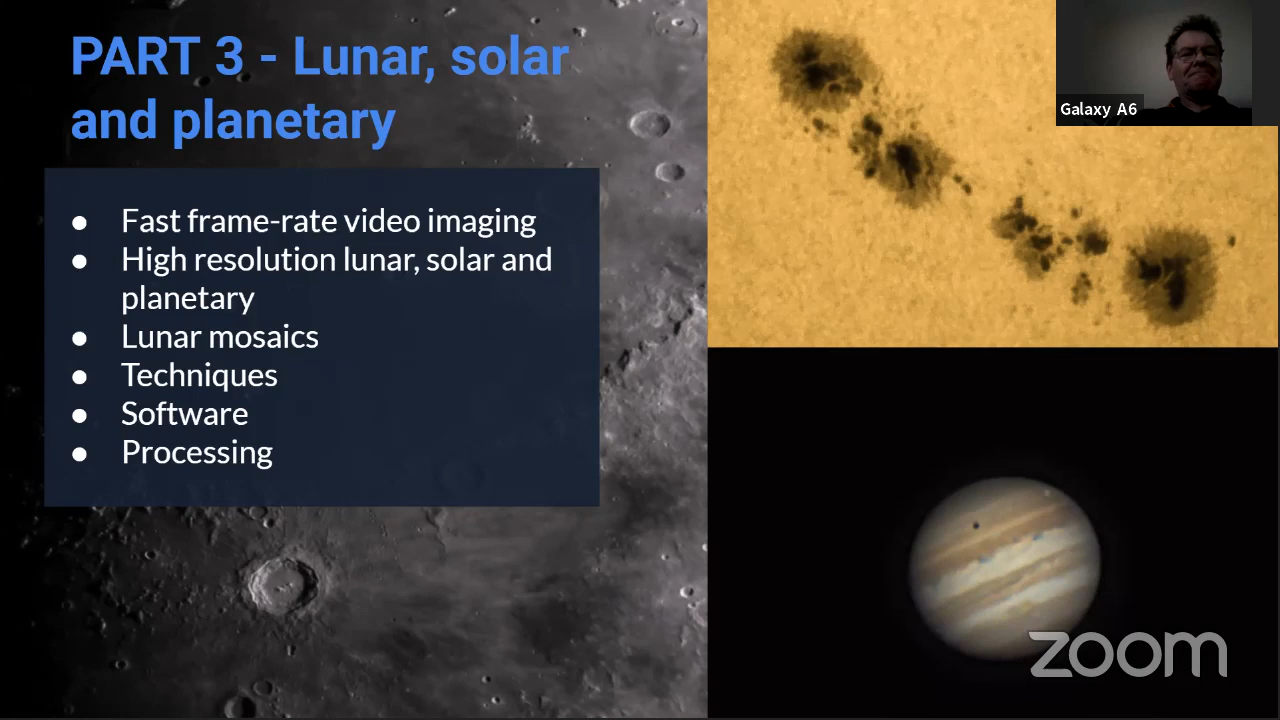 PART 3 - Lunar, solar
and planetary
● Fast frame-rate video imaging
● High resolution lunar, solar and
planetary
● Lunar mosaics
● Techniques
● Software
● Processing
Galaxy A6
zoom